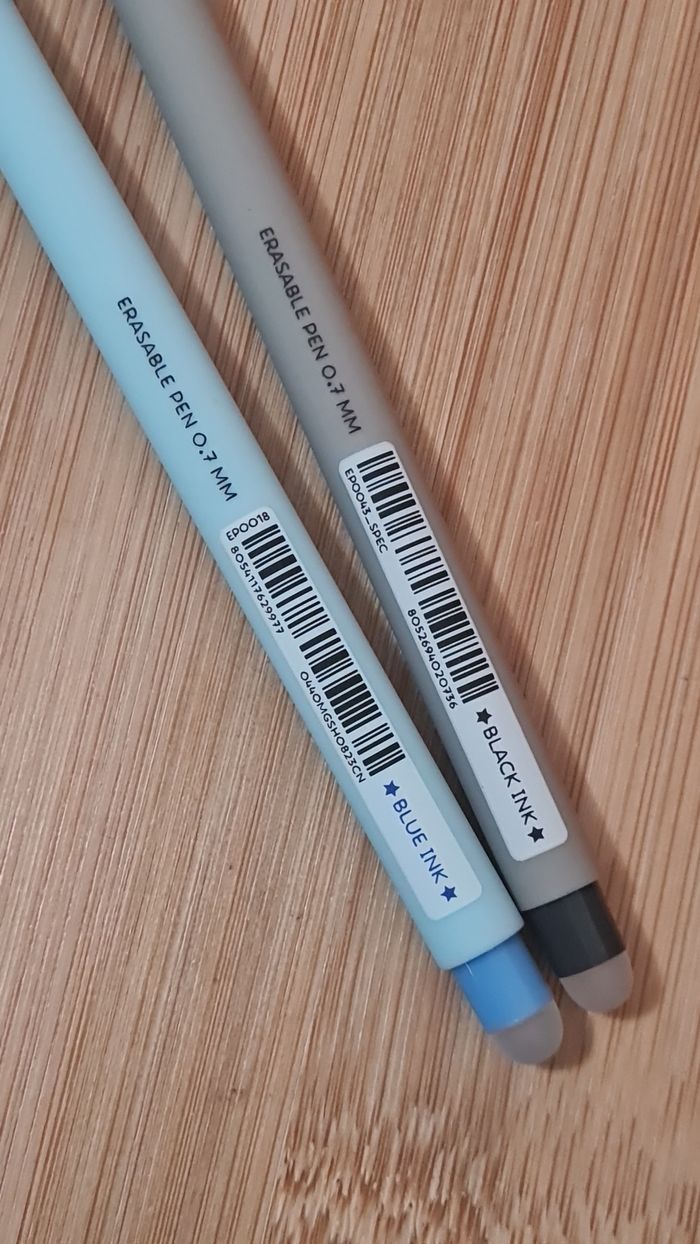 ERASABLE PEN 0.7 MM
EP0018
8054117629977
0440MGSH0823CN
★ BLUE INK ★
ERASABLE PEN 0.7 MM
EP0043_SPEC
8052694020736
★ BLACK INK ★